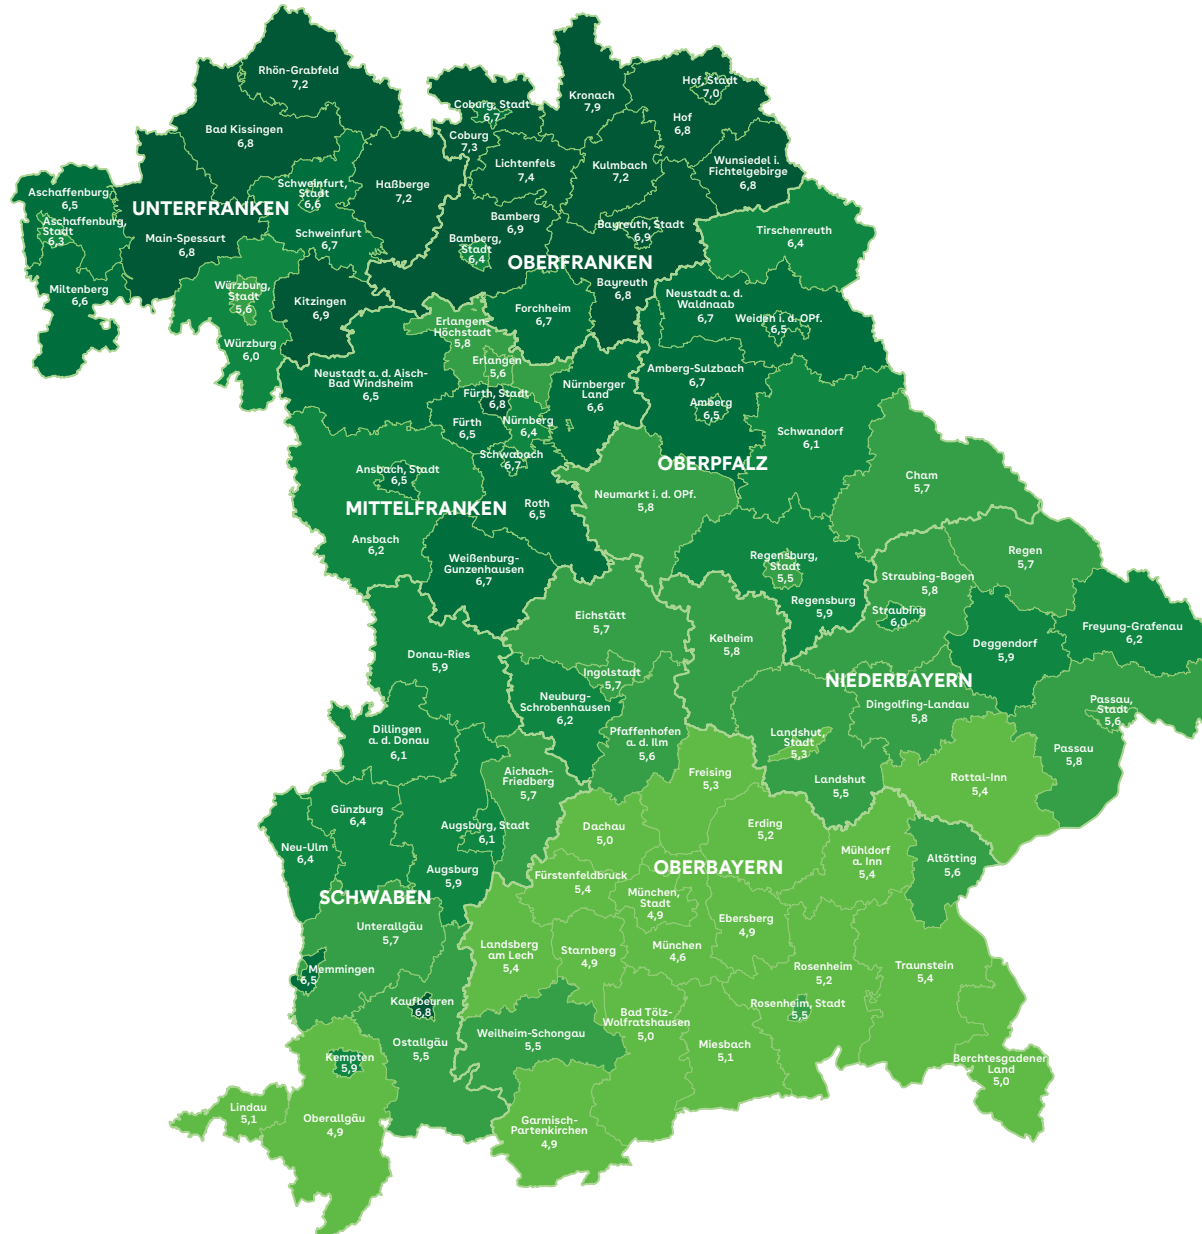 Rhön-Grabfeld
7,2
Bad Kissingen
6,8
Aschaffenburg
6,5
Aschaffenburg,
Stadt
6,3
UNTERFRANKEN
Main-Spessart
6,8
Miltenberg
6,6
Schweinfurt,
Stadt
6,6
Schweinfurt
6,7
Haßberge
7,2
Würzburg,
Stadt
5,6
Würzburg
6,0
Kitzingen
6,9
Coburg, Stadt
6,7
Coburg
7,3
Kronach
7,9
Hof, Stadt
7,0
Hof
6,8
Lichtenfels
7,4
Kulmbach
7,2
Wunsiedel i.
Fichtelgebirge
6,8
Bamberg
6,9
Bamberg,
Stadt
6,4
Bayreuth, Stadt
6,9
OBERFRANKEN
Bayreuth
6,8
Forchheim
6,7
Tirschenreuth
6,4
Neustadt a. d.
Waldnaab
6,7
Weiden i. d. OPf.
6,5
Amberg-Sulzbach
6,7
Amberg
6,5
Schwandorf
6,1
OBERPFALZ
Cham
5,7
Neumarkt i. d. OPf.
5,8
Regensburg,
Stadt
5,5
Regensburg
5,9
Erlangen-
Höchstadt
5,8
Erlangen
5,6
Neustadt a. d. Aisch-
Bad Windsheim
6,5
Fürth, Stadt
6,8
Fürth
6,5
Nürnberg
6,4
Nürnberger
Land
6,6
Schwabach
6,7
Ansbach, Stadt
6,5
MITTELFRANKEN
Ansbach
6,2
Roth
6,5
Weißenburg-
Gunzenhausen
6,7
Straubing-Bogen
5,8
Straubing
6,0
Regen
5,7
Deggendorf
5,9
Freyung-Grafenau
6,2
Kelheim
5,8
NIEDERBAYERN
Dingolfing-Landau
5,8
Passau,
Stadt
5,6
Passau
5,8
Landshut,
Stadt
5,3
Landshut
5,5
Rottal-Inn
5,4
Eichstätt
5,7
Ingolstadt
5,7
Neuburg-
Schrobenhausen
6,2
Pfaffenhofen
a. d. Ilm
5,6
Freising
5,3
Dachau
5,0
Erding
5,2
Mühldorf
a. Inn
5,4
Altötting
5,6
OBERBAYERN
Fürstenfeldbruck
5,4
München,
Stadt
4,9
Ebersberg
4,9
München
4,6
Landsberg
am Lech
5,4
Starnberg
4,9
Rosenheim
5,2
Rosenheim, Stadt
5,5
Traunstein
5,4
Weilheim-Schongau
5,5
Bad Tölz-
Wolfratshausen
5,0
Miesbach
5,1
Berchtesgadener
Land
5,0
Garmisch-
Partenkirchen
4,9
Donau-Ries
5,9
Dillingen
a. d. Donau
6,1
Aichach-
Friedberg
5,7
Günzburg
6,4
Augsburg, Stadt
6,1
Neu-Ulm
6,4
Augsburg
5,9
SCHWABEN
Unterallgäu
5,7
Memmingen
6,5
Kaufbeuren
6,8
Ostallgäu
5,5
Kempten
5,9
Lindau
5,1
Oberallgäu
4,9